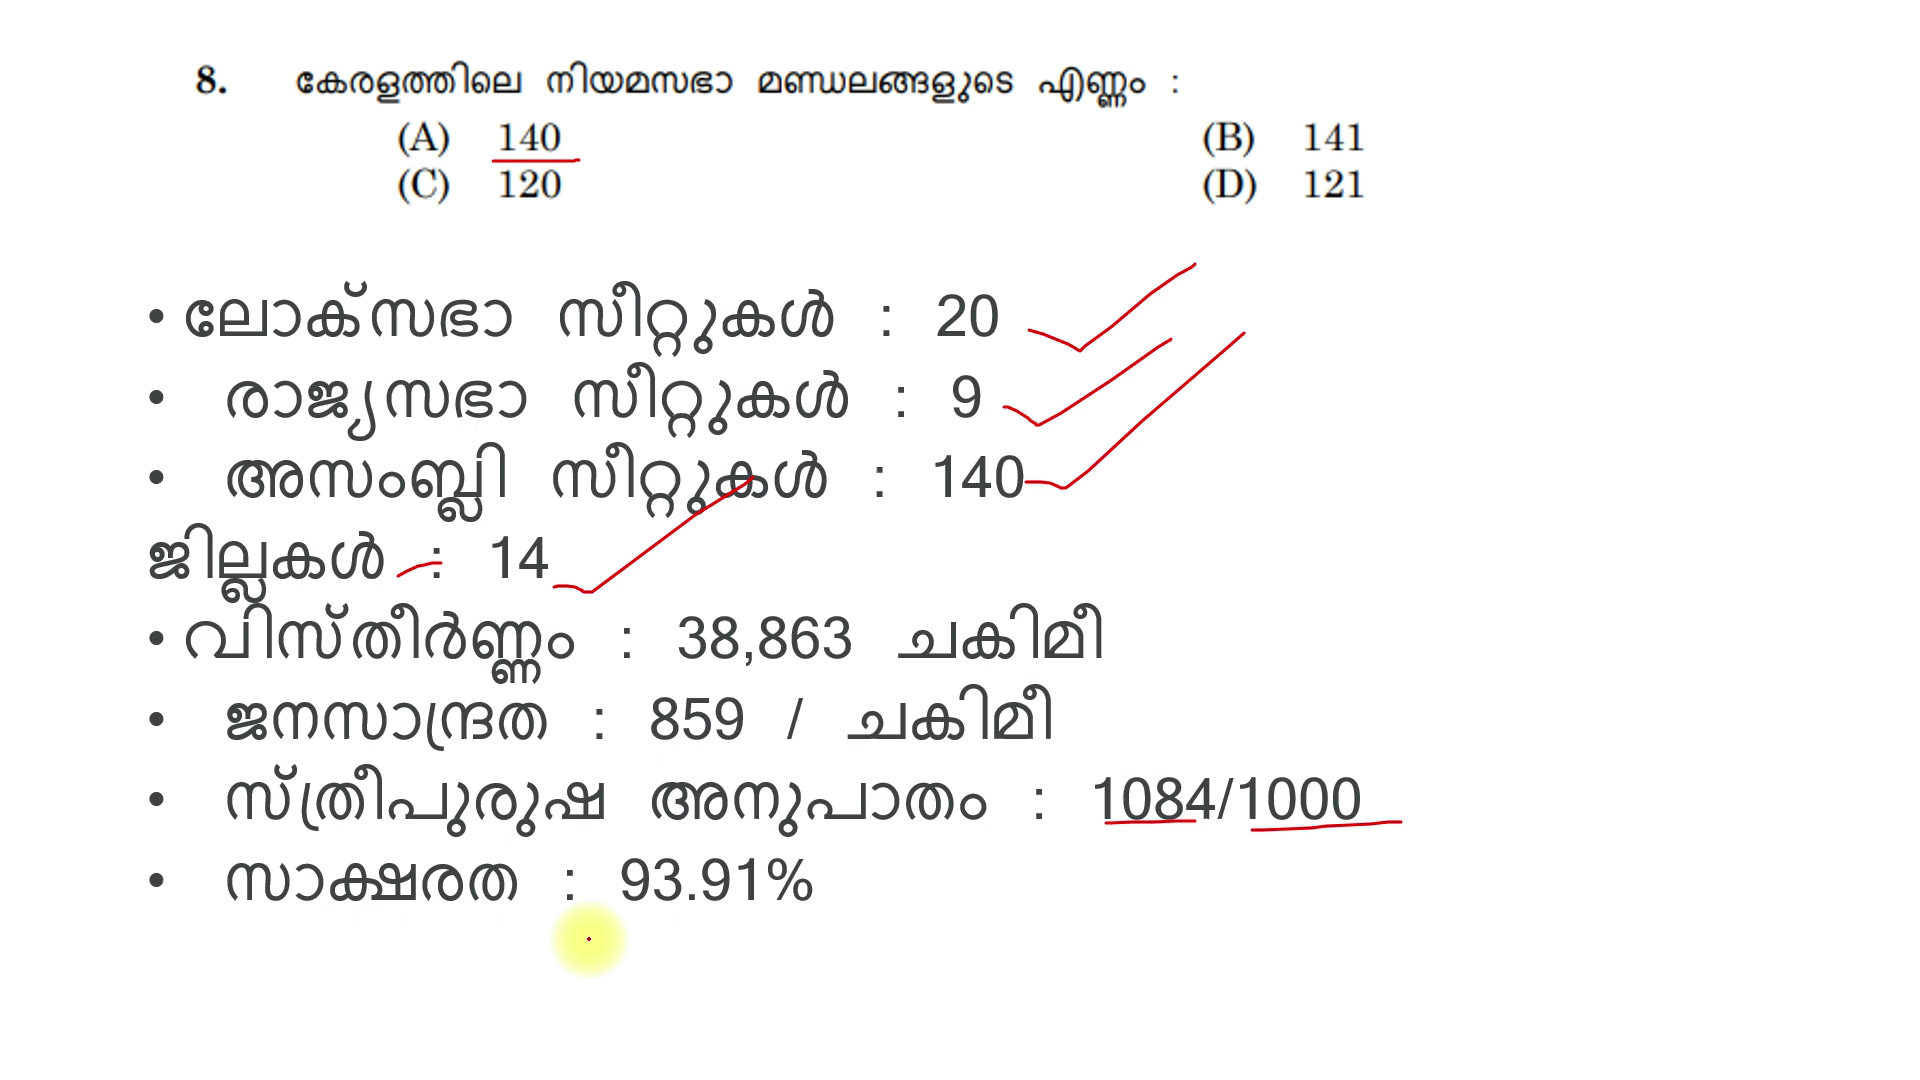 8. കേരളത്തിലെ നിയമസഭാ മണ്ഡലങ്ങളുടെ എണ്ണം :
(A) 140 (B) 141
(C) 120 (D) 121
• ലോക്സഭാ സീറ്റുകൾ : 20
• രാജ്യസഭാ സീറ്റുകൾ : 9
• അസംബ്ലി സീറ്റുകൾ : 140
ജില്ലകൾ : 14
• വിസ്തീർണ്ണം : 38,863 ചകിമീ
• ജനസാന്ദ്രത : 859 / ചകിമീ
• സ്ത്രീപുരുഷ അനുപാതം : 1084/1000
• സാക്ഷരത : 93.91%